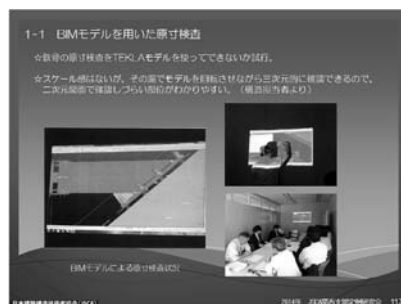 1-1 BIMモデルを用いた原寸検査
☆鉄骨の原寸検査をTEKLAモデルを使ってできないか試行。
☆スケール感はないが、その場でモデルを回転させながら三次元的に確認できるので、
二次元図面で確認しづらい部位がわかりやすい。（構造担当者より）
BIMモデルによる原寸検査状況